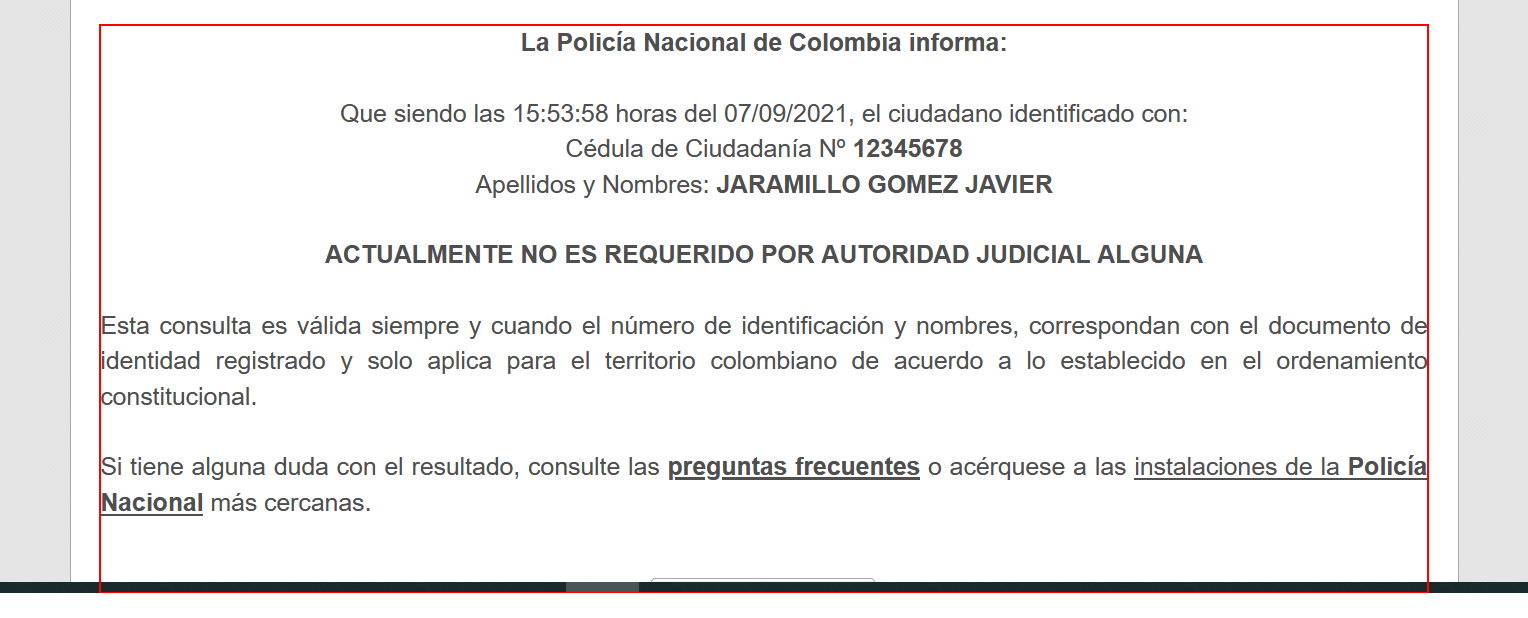 La Policía Nacional de Colombia informa:
Que siendo las 15:53:58 horas del 07/09/2021, el ciudadano identificado con:
Cédula de Ciudadanía Nº 12345678
Apellidos y Nombres: JARAMILLO GOMEZ JAVIER
ACTUALMENTE NO ES REQUERIDO POR AUTORIDAD JUDICIAL ALGUNA
Esta consulta es válida siempre y cuando el número de identificación y nombres, correspondan con el documento de
identidad registrado y solo aplica para el territorio colombiano de acuerdo a lo establecido en el ordenamiento
constitucional.
Si tiene alguna duda con el resultado, consulte las preguntas frecuentes o acérquese a las instalaciones de la Policía
Nacional más cercanas.